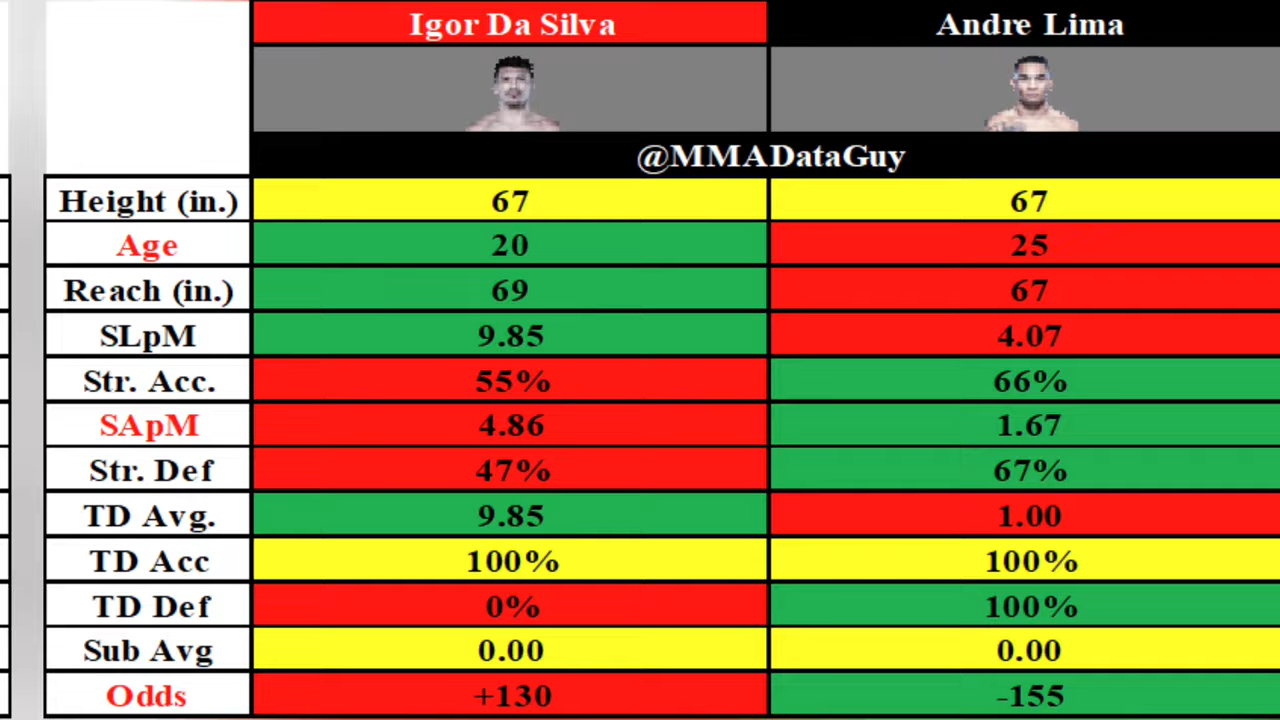 Igor Da Silva Andre Lima
@MMADataGuy
Height (in.) 67 67
Age 20 25
Reach (in.) 69 67
SLpM 9.85 4.07
Str. Acc. 55% 66%
SApM 4.86 1.67
Str. Def 47% 67%
TD Avg. 9.85 1.00
TD Acc 100% 100%
TD Def 0% 100%
Sub Avg 0.00 0.00
Odds +130 -155